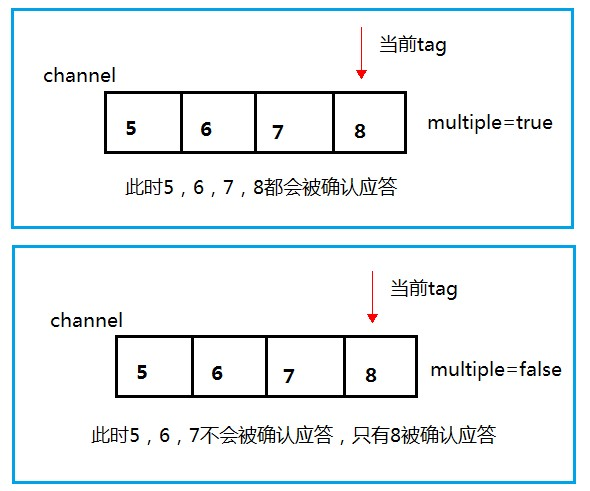 当前tag
channel
5 6 7 8
multiple=true
此时5，6，7，8都会被确认应答
当前tag
channel
5 6 7 8
multiple=false
此时5，6，7不会被确认应答，只有8被确认应答